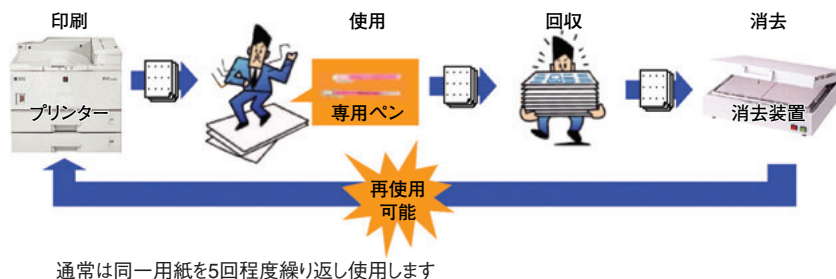 印刷
使用
回収
消去
プリンター
専用ペン
消去装置
再使用
可能
通常は同一用紙を5回程度繰り返し使用します